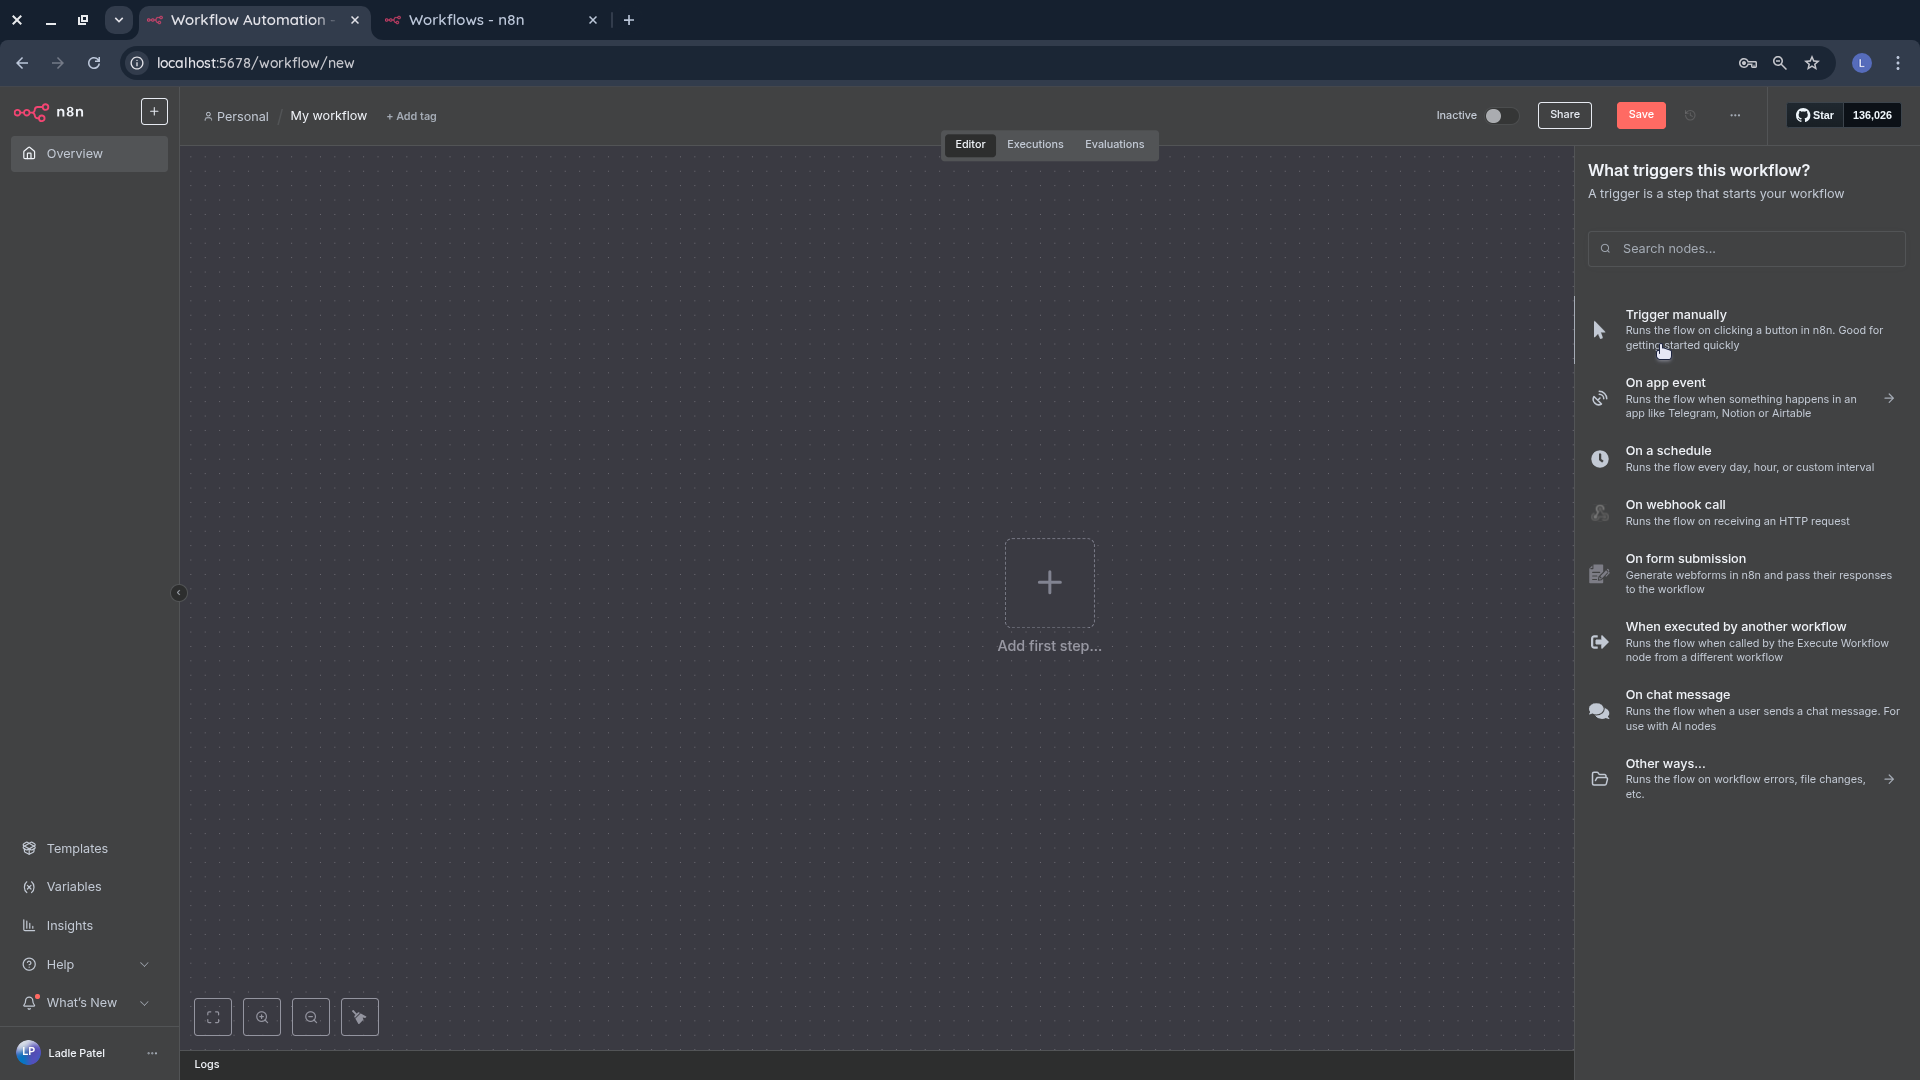 Workflow Automation -
Workflows - n8n
localhost:5678/workflow/new
L
n8n
Overview
Personal / My workflow + Add tag
Inactive
Share
Save
Star 136,026
Editor Executions Evaluations
What triggers this workflow?
A trigger is a step that starts your workflow
Search nodes...
Trigger manually
Runs the flow on clicking a button in n8n. Good for
getting started quickly
On app event
Runs the flow when something happens in an
app like Telegram, Notion or Airtable
On a schedule
Runs the flow every day, hour, or custom interval
On webhook call
Runs the flow on receiving an HTTP request
On form submission
Generate webforms in n8n and pass their responses
to the workflow
When executed by another workflow
Runs the flow when called by the Execute Workflow
node from a different workflow
On chat message
Runs the flow when a user sends a chat message. For
use with AI nodes
Other ways...
Runs the flow on workflow errors, file changes,
etc.
Add first step...
Templates
Variables
Insights
Help
What's New
LP Ladle Patel
Logs